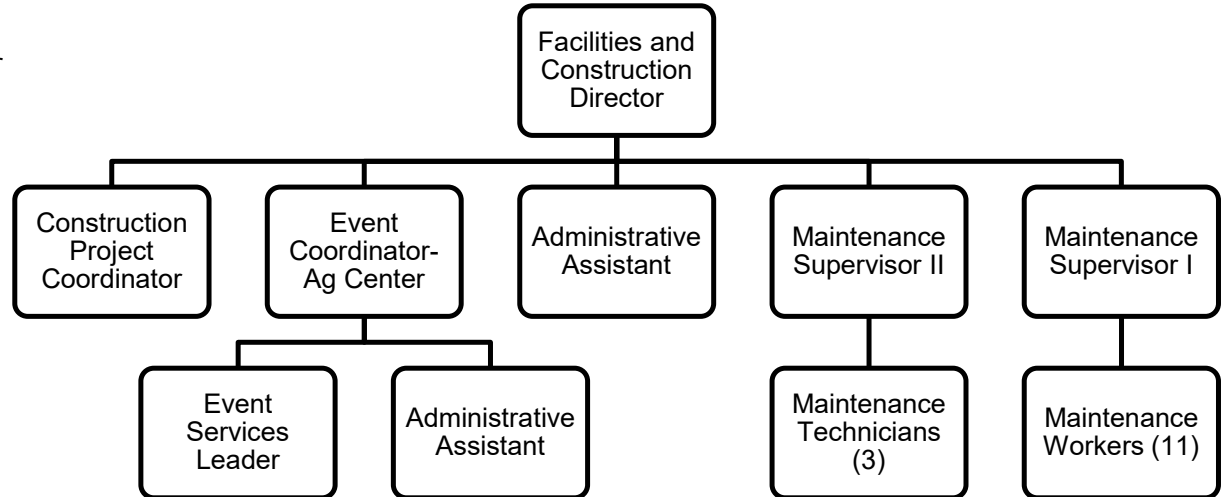 Facilities and
Construction
Director
Construction
Project
Coordinator
Event
Coordinator-
Ag Center
Administrative
Assistant
Maintenance
Supervisor II
Maintenance
Supervisor I
Event
Services
Leader
Administrative
Assistant
Maintenance
Technicians
(3)
Maintenance
Workers (11)